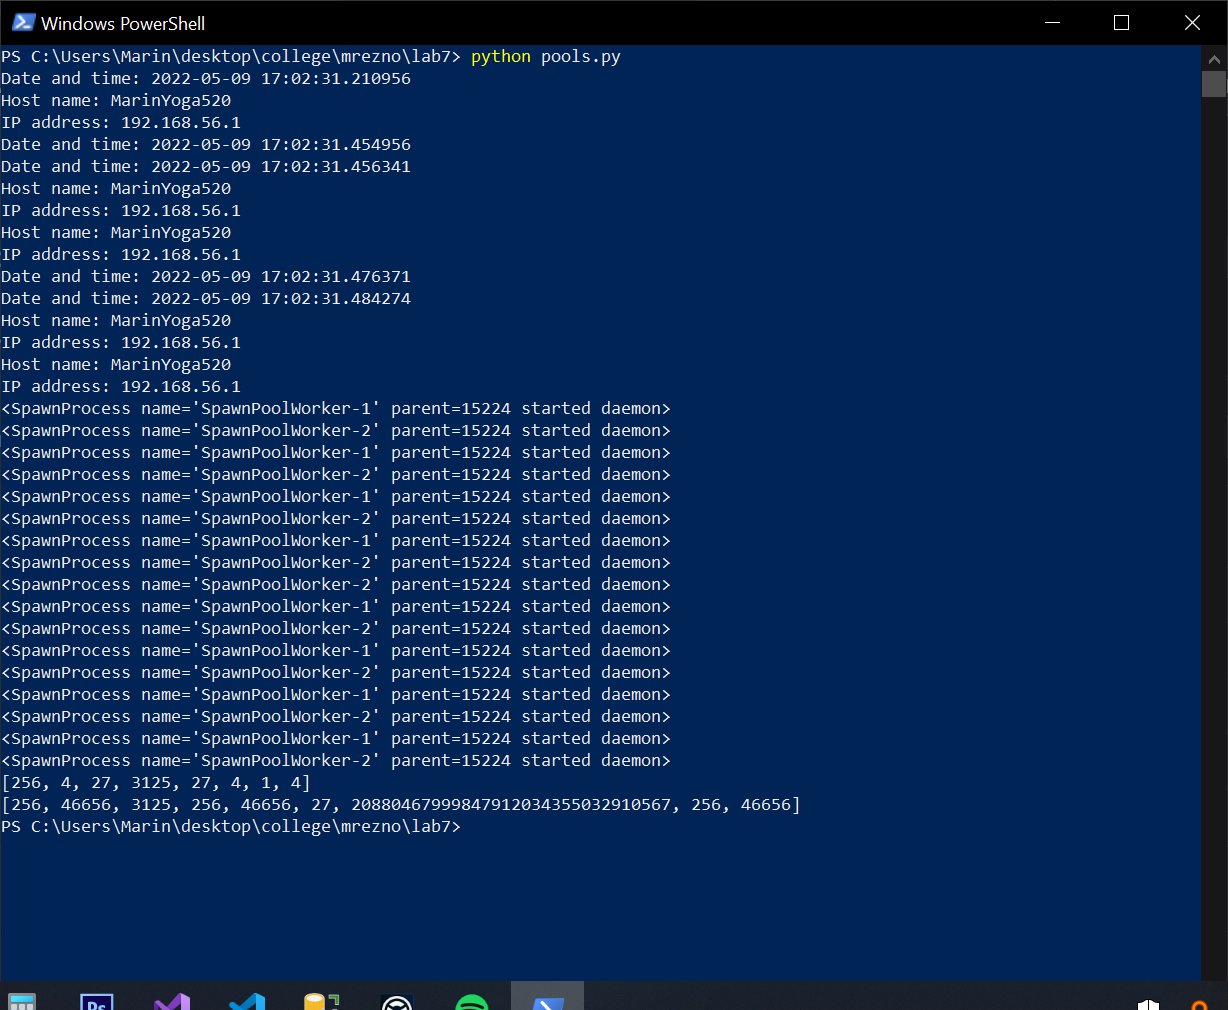 Windows PowerShell
PS C:\Users\Marin\desktop\college\mrezno\lab7> python pools.py
Date and time: 2022-05-09 17:02:31.210956
Host name: MarinYoga520
IP address: 192.168.56.1
Date and time: 2022-05-09 17:02:31.454956
Date and time: 2022-05-09 17:02:31.456341
Host name: MarinYoga520
IP address: 192.168.56.1
Host name: MarinYoga520
IP address: 192.168.56.1
Date and time: 2022-05-09 17:02:31.476371
Date and time: 2022-05-09 17:02:31.484274
Host name: MarinYoga520
IP address: 192.168.56.1
Host name: MarinYoga520
IP address: 192.168.56.1
<SpawnProcess name='SpawnPoolWorker-1' parent=15224 started daemon>
<SpawnProcess name='SpawnPoolWorker-2' parent=15224 started daemon>
<SpawnProcess name='SpawnPoolWorker-1' parent=15224 started daemon>
<SpawnProcess name='SpawnPoolWorker-2' parent=15224 started daemon>
<SpawnProcess name='SpawnPoolWorker-1' parent=15224 started daemon>
<SpawnProcess name='SpawnPoolWorker-2' parent=15224 started daemon>
<SpawnProcess name='SpawnPoolWorker-1' parent=15224 started daemon>
<SpawnProcess name='SpawnPoolWorker-2' parent=15224 started daemon>
<SpawnProcess name='SpawnPoolWorker-2' parent=15224 started daemon>
<SpawnProcess name='SpawnPoolWorker-1' parent=15224 started daemon>
<SpawnProcess name='SpawnPoolWorker-2' parent=15224 started daemon>
<SpawnProcess name='SpawnPoolWorker-1' parent=15224 started daemon>
<SpawnProcess name='SpawnPoolWorker-2' parent=15224 started daemon>
<SpawnProcess name='SpawnPoolWorker-1' parent=15224 started daemon>
<SpawnProcess name='SpawnPoolWorker-2' parent=15224 started daemon>
<SpawnProcess name='SpawnPoolWorker-1' parent=15224 started daemon>
<SpawnProcess name='SpawnPoolWorker-2' parent=15224 started daemon>
[256, 4, 27, 3125, 27, 4, 1, 4]
[256, 46656, 3125, 256, 46656, 27, 20880467999847912034355032910567, 256, 46656]
PS C:\Users\Marin\desktop\college\mrezno\lab7>
Ps